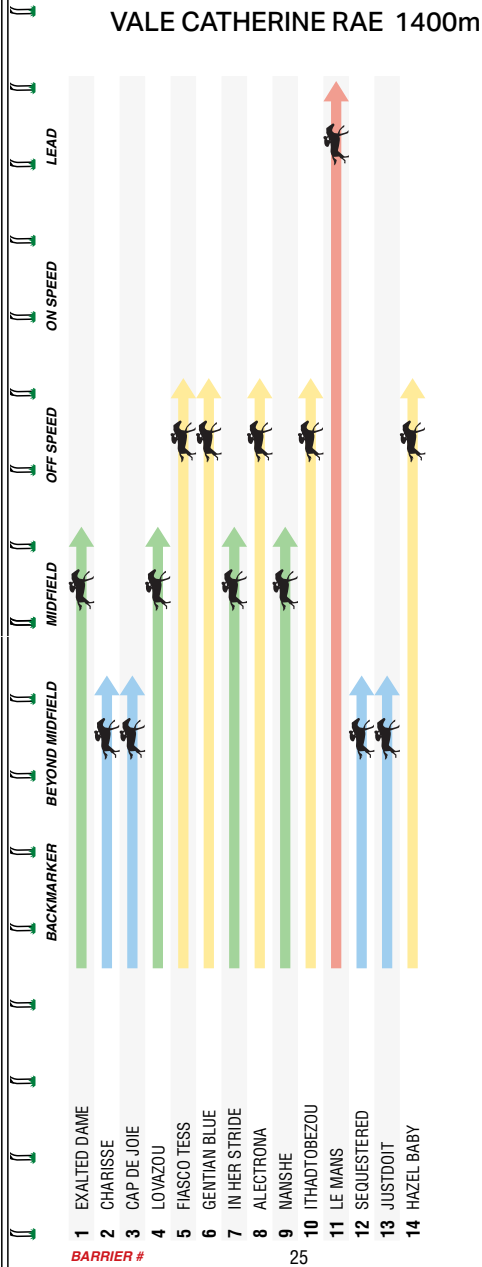 VALE CATHERINE RAE 1400m
LEAD
ON SPEED
OFF SPEED
MIDFIELD
BEYOND MIDFIELD
BACKMARKER
1 EXALTED DAME
2 CHARISSE
3 CAP DE JOIE
4 LOVAZOU
5 FIASCO TESS
6 GENTIAN BLUE
7 IN HER STRIDE
8 ALECTRONA
9 NANSHE
10 ITHADTOBEZOU
11 LE MANS
12 SEQUESTERED
13 JUSTDOIT
14 HAZEL BABY
BARRIER #
25